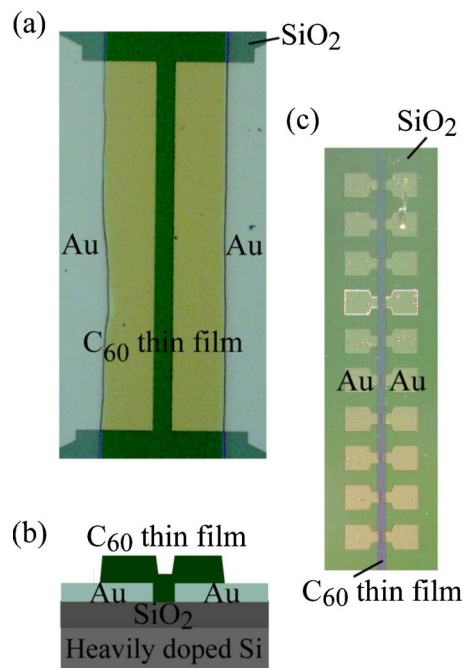 (a)
SiO2
Au
Au
C60 thin film
(b)
C60 thin film
Au
Au
SiO2
Heavily doped Si
(c)
SiO2
Au
Au
C60 thin film